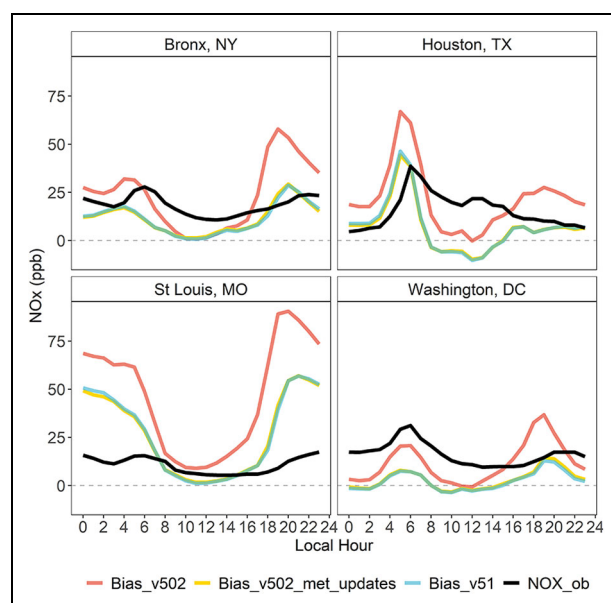 Bronx, NY
Houston, TX
NOx (ppb)
75
50
25
0
St Louis, MO
Washington, DC
75
50
25
0
0 2 4 6 8 10 12 14 16 18 20 22 24
0 2 4 6 8 10 12 14 16 18 20 22 24
Local Hour
Bias_v502 Bias_v502_met_updates Bias_v51 NOX_ob